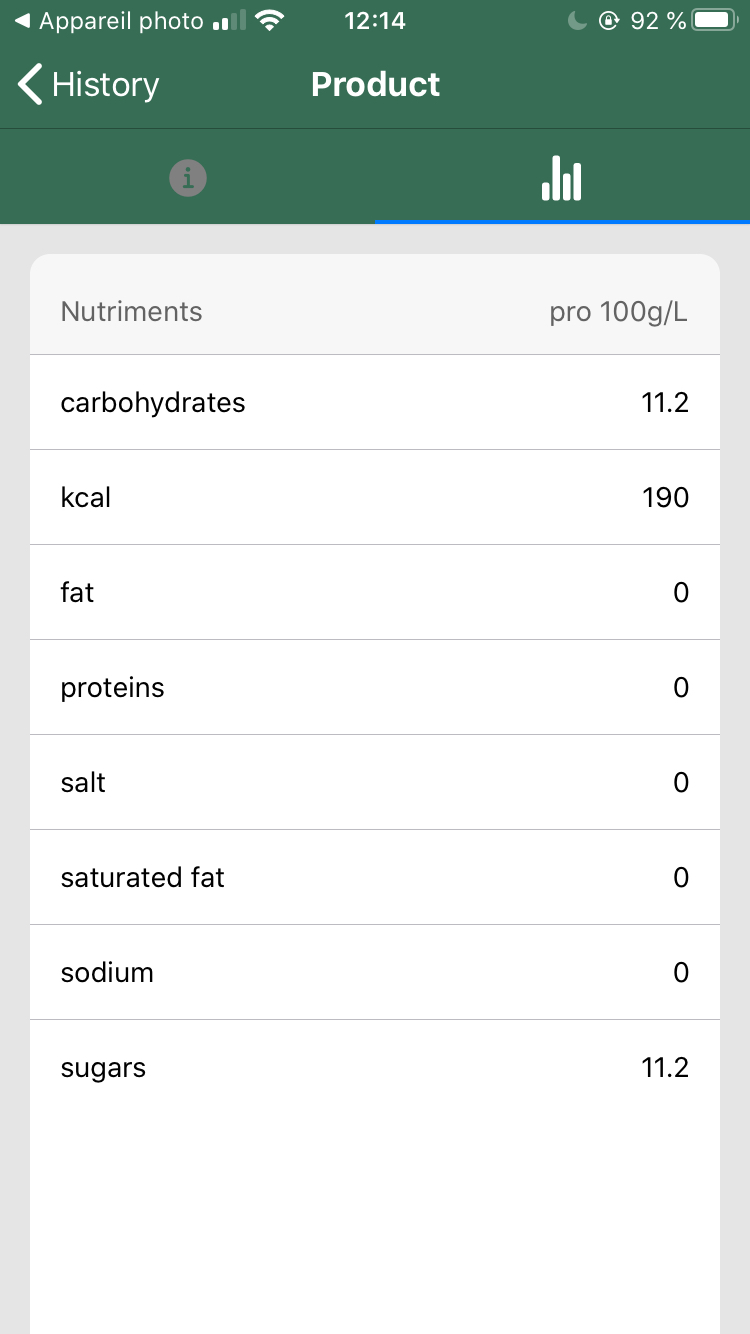 Appareil photo 12:14 92 %
History Product
Nutriments pro 100g/L
carbohydrates 11.2
kcal 190
fat 0
proteins 0
salt 0
saturated fat 0
sodium 0
sugars 11.2